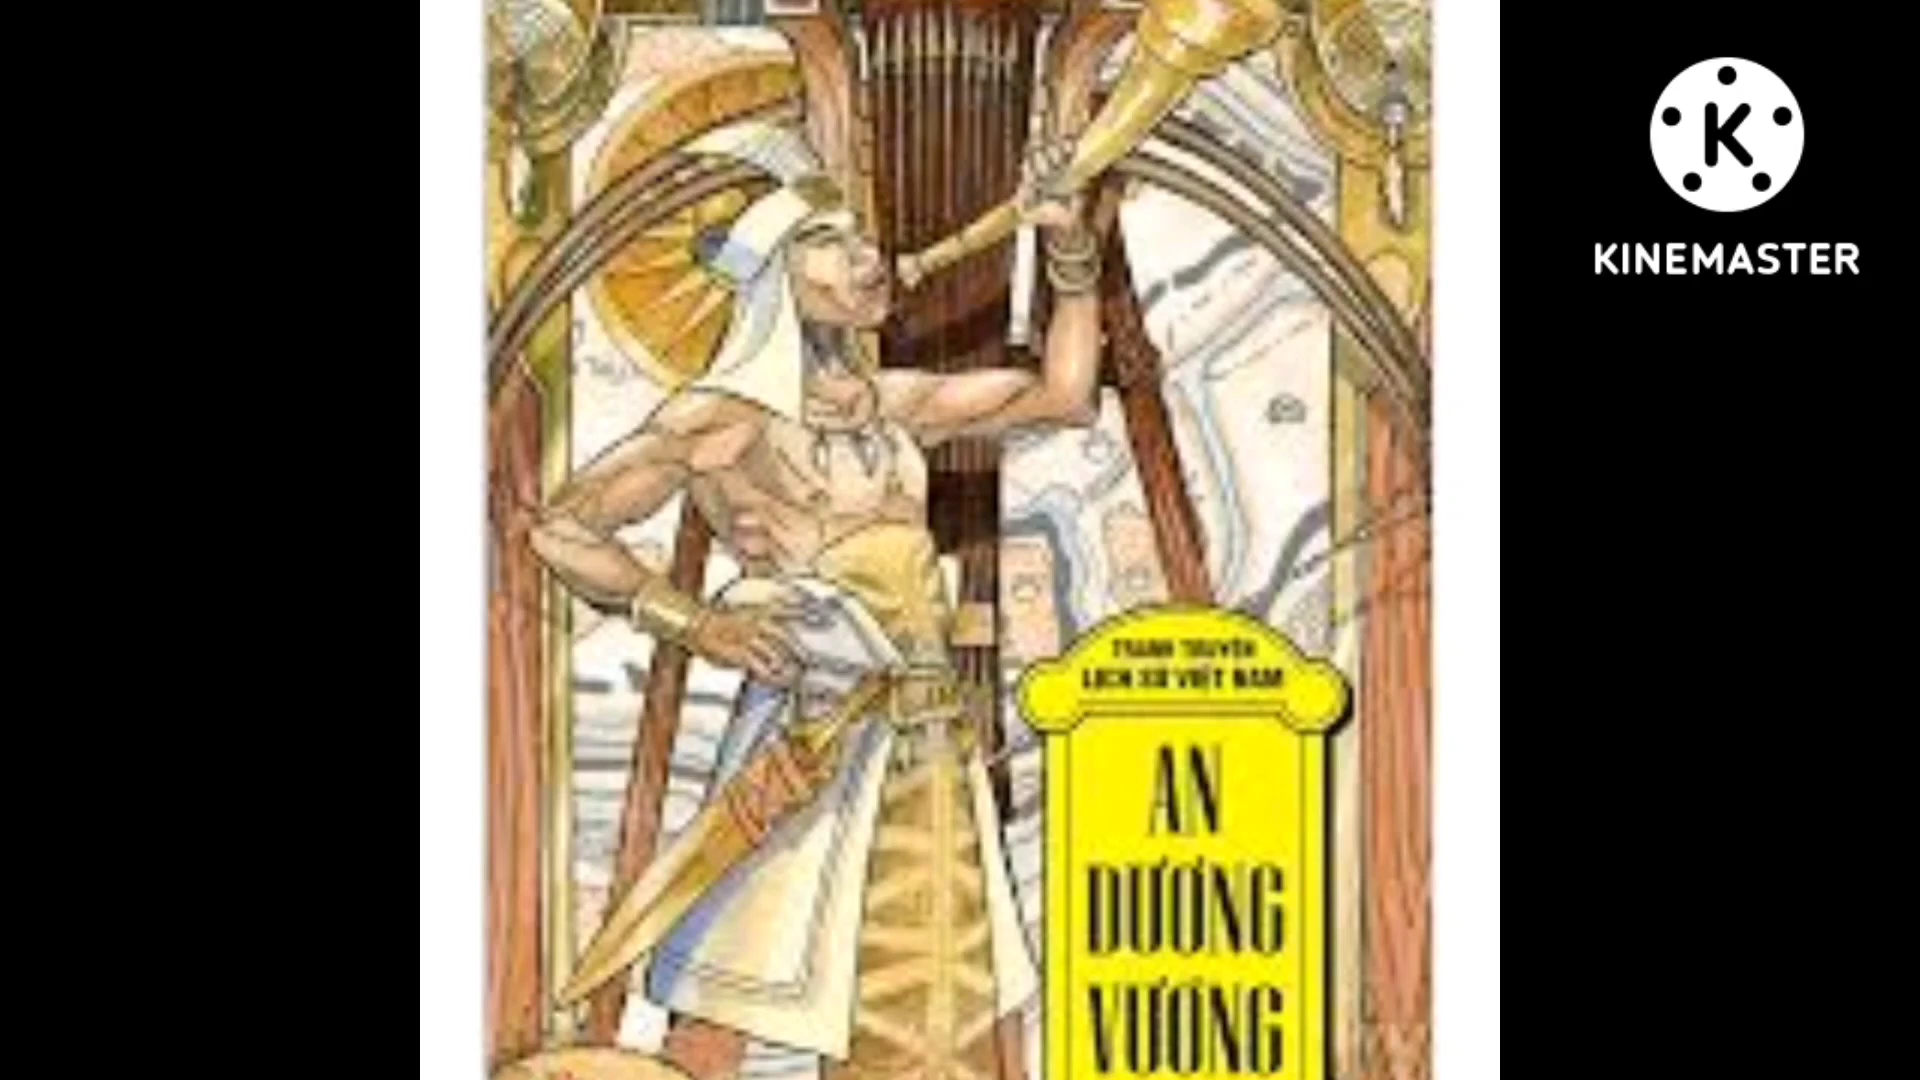 KINEMASTER
TRANH TRUYỆN
LỊCH SỬ VIỆT NAM
AN
DƯƠNG
VƯƠNG